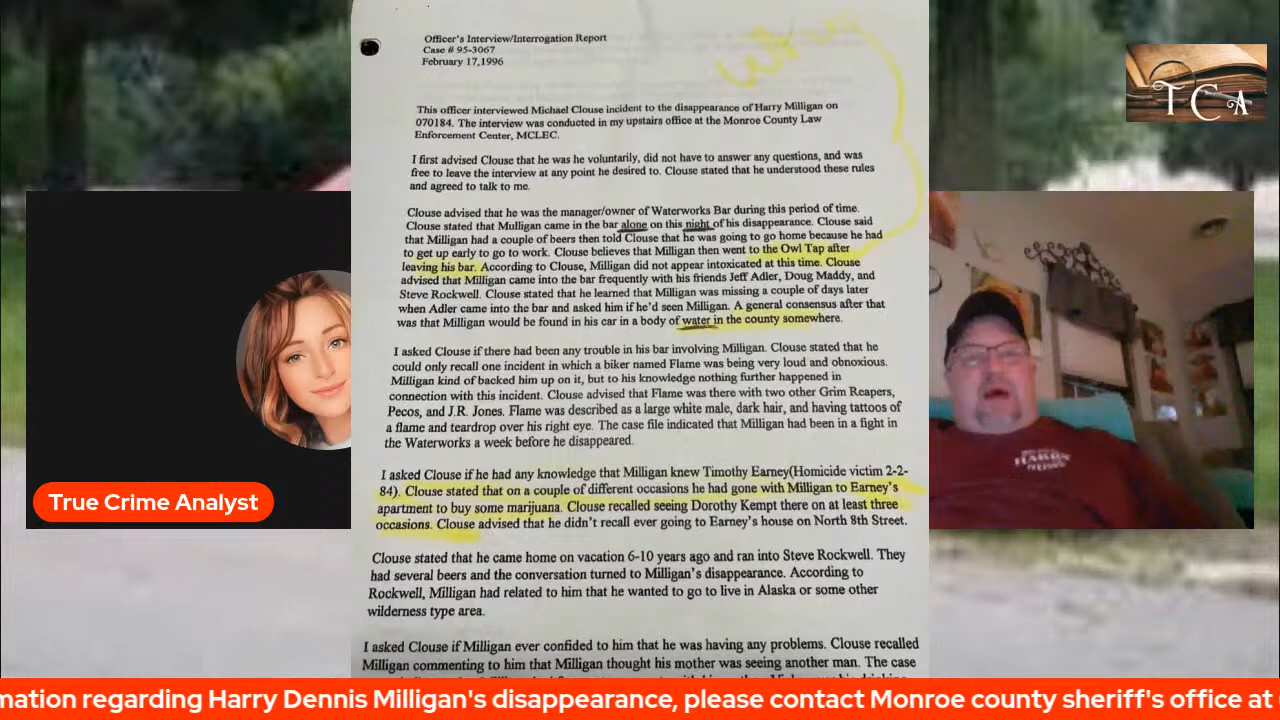 Officer's Interview/Interrogation Report
Case # 95-3067
February 17,1996
This officer interviewed Michael Clouse incident to the disappearance of Harry Milligan on
070184. The interview was conducted in my upstairs office at the Monroe County Law
Enforcement Center, MCLEC.
I first advised Clouse that he was he voluntarily, did not have to answer any questions, and was
free to leave the interview at any point he desired to. Clouse stated that he understood these rules
and agreed to talk to me.
Clouse advised that he was the manager/owner of Waterworks Bar during this period of time.
Clouse stated that Mulligan came in the bar alone on this night of his disappearance. Clouse said
that Milligan had a couple of beers then told Clouse that he was going to go home because he had
to get up early to go to work. Clouse believes that Milligan then went to the Owl Tap after
leaving his bar. According to Clouse, Milligan did not appear intoxicated at this time. Clouse
advised that Milligan came into the bar frequently with his friends Jeff Adler, Doug Maddy, and
Steve Rockwell. Clouse stated that he learned that Milligan was missing a couple of days later
when Adler came into the bar and asked him if he'd seen Milligan. A general consensus after that
was that Milligan would be found in his car in a body of water in the county somewhere.
I asked Clouse if there had been any trouble in his bar involving Milligan. Clouse stated that he
could only recall one incident in which a biker named Flame was being very loud and obnoxious.
Milligan kind of backed him up on it, but to his knowledge nothing further happened in
connection with this incident. Clouse advised that Flame was there with two other Grim Reapers,
Pecos, and J.R. Jones. Flame was described as a large white male, dark hair, and having tattoos of
a flame and teardrop over his right eye. The case file indicated that Milligan had been in a fight in
the Waterworks a week before he disappeared.
I asked Clouse if he had any knowledge that Milligan knew Timothy Earney(Homicide victim 2-2-
84). Clouse stated that on a couple of different occasions he had gone with Milligan to Earney's
apartment to buy some marijuana. Clouse recalled seeing Dorothy Kempt there on at least three
occasions. Clouse advised that he didn't recall ever going to Earney's house on North 8th Street.
Clouse stated that he came home on vacation 6-10 years ago and ran into Steve Rockwell. They
had several beers and the conversation turned to Milligan's disappearance. According to
Rockwell, Milligan had related to him that he wanted to go to live in Alaska or some other
wilderness type area.
I asked Clouse if Milligan ever confided to him that he was having any problems. Clouse recalled
Milligan commenting to him that Milligan thought his mother was seeing another man. The case
TCA
True Crime Analyst
mation regarding Harry Dennis Milligan's disappearance, please contact Monroe county sheriff's office at